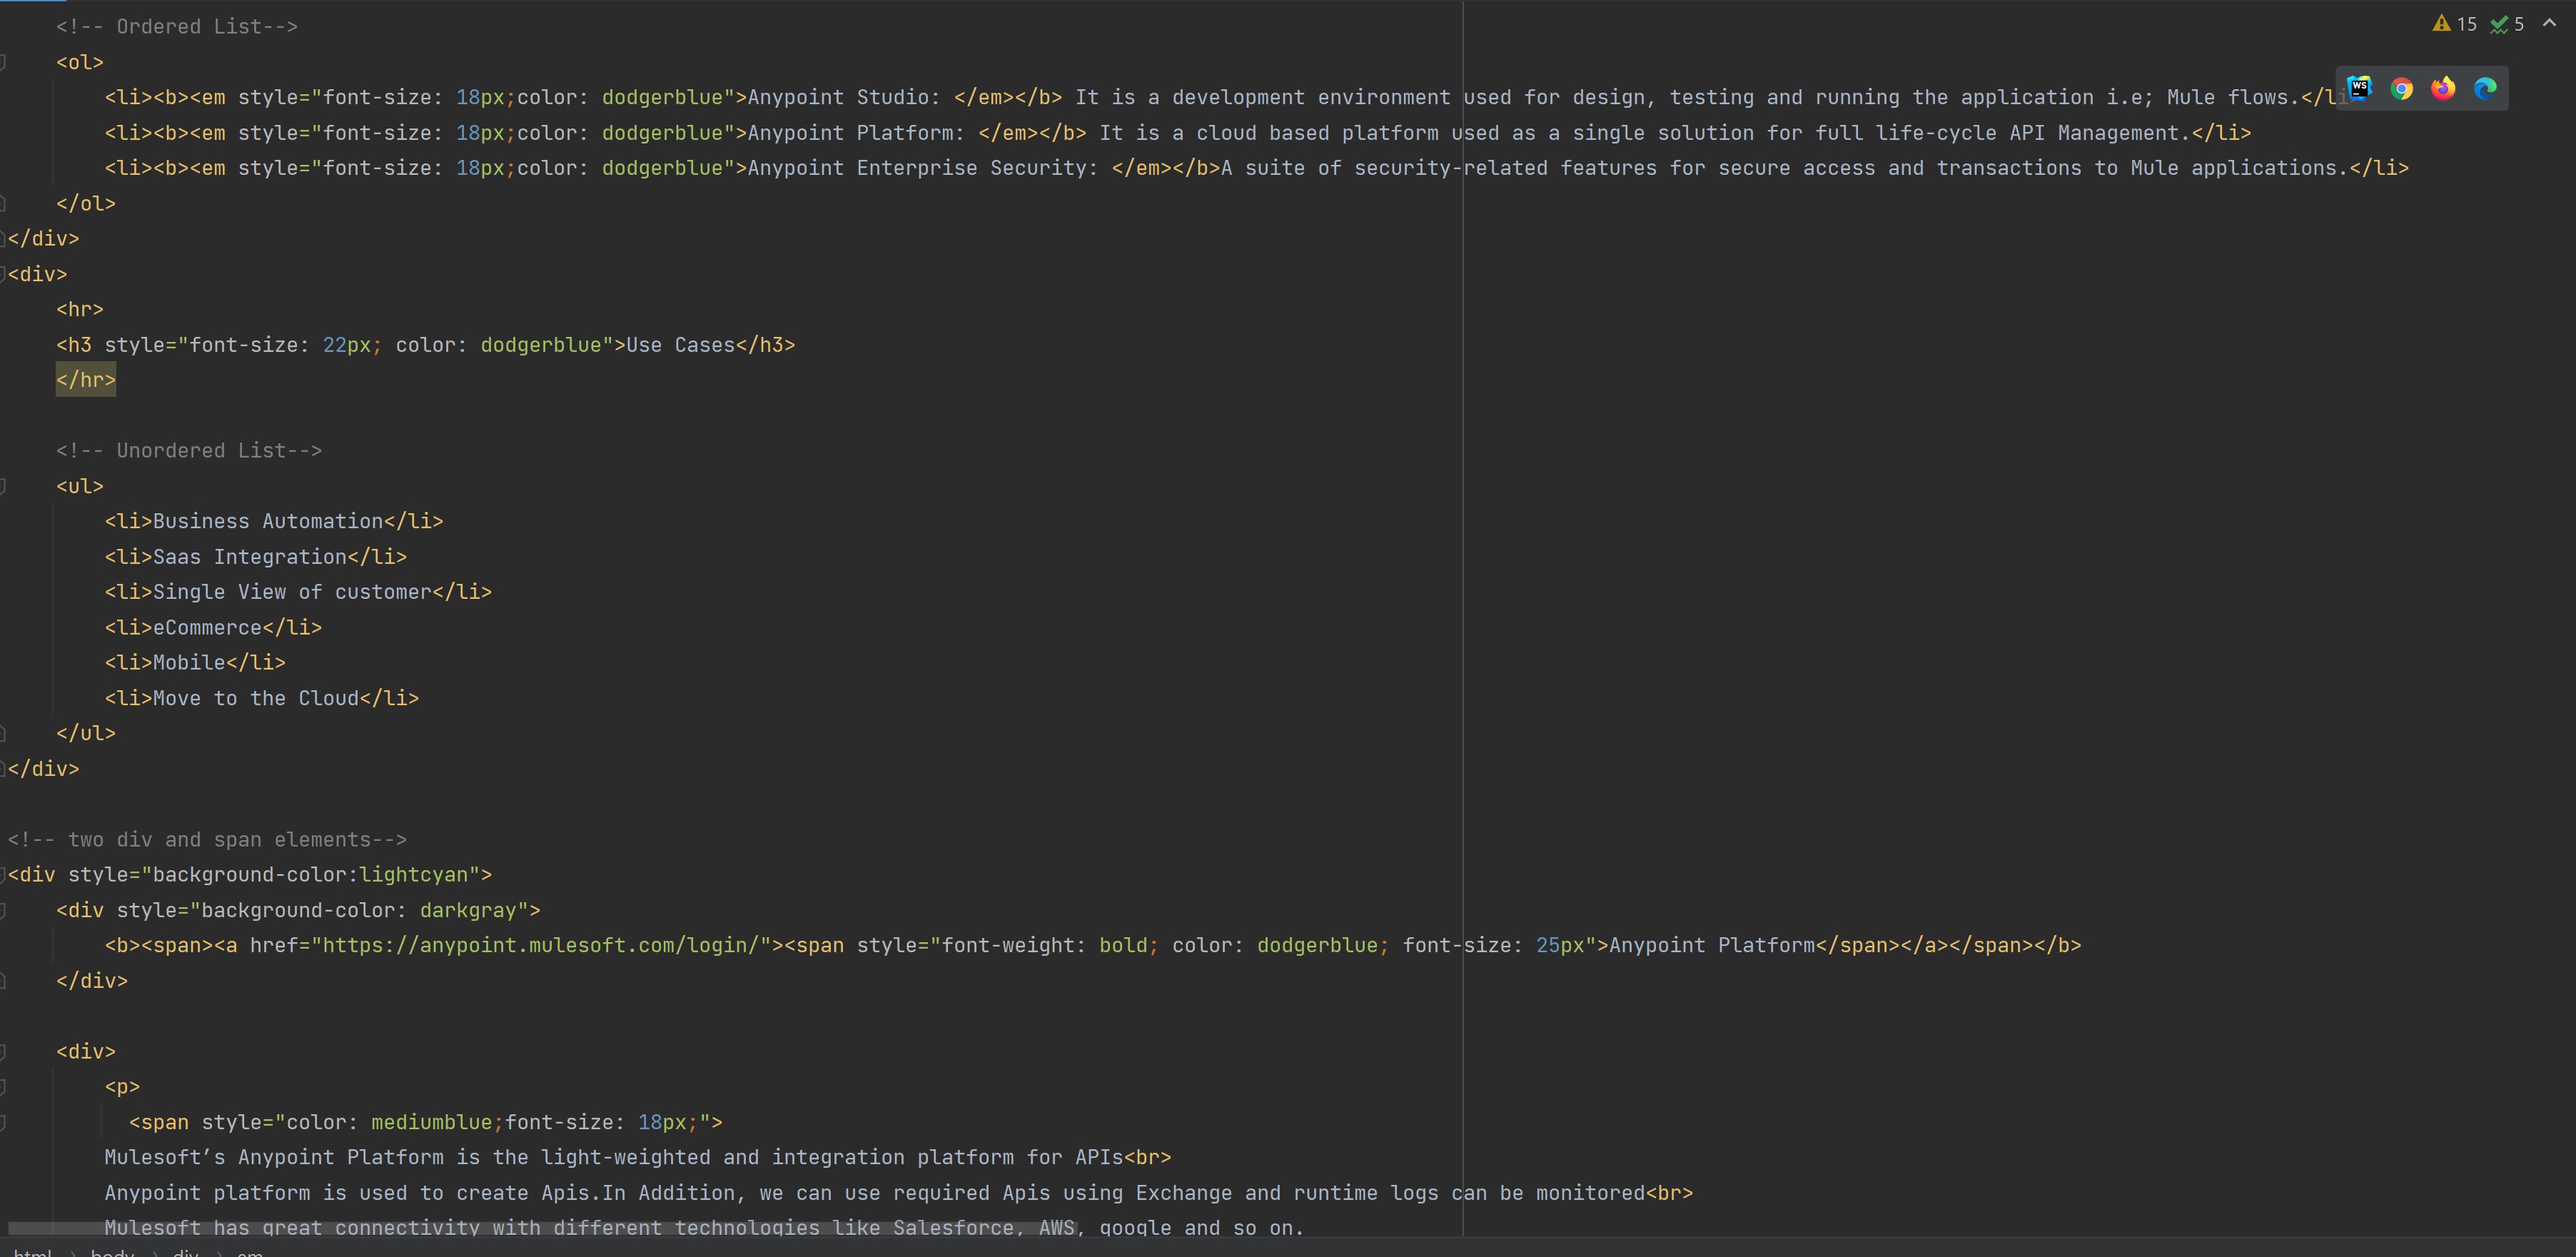 <!-- Ordered List-->
15 5
<ol>
<li><b><em style="font-size: 18px;color: dodgerblue">Anypoint Studio: </em></b> It is a development environment used for design, testing and running the application i.e; Mule flows.</li
<li><b><em style="font-size: 18px;color: dodgerblue">Anypoint Platform: </em></b> It is a cloud based platform used as a single solution for full life-cycle API Management.</li>
<li><b><em style="font-size: 18px;color: dodgerblue">Anypoint Enterprise Security: </em></b>A suite of security-related features for secure access and transactions to Mule applications.</li>
</ol>
</div>
<div>
<hr>
<h3 style="font-size: 22px; color: dodgerblue">Use Cases</h3>
</hr>
<!-- Unordered List-->
<ul>
<li>Business Automation</li>
<li>Saas Integration</li>
<li>Single View of customer</li>
<li>eCommerce</li>
<li>Mobile</li>
<li>Move to the Cloud</li>
</ul>
</div>
<!-- two div and span elements-->
<div style="background-color:lightcyan">
<div style="background-color: darkgray">
<b><span><a href="https://anypoint.mulesoft.com/login/"><span style="font-weight: bold; color: dodgerblue; font-size: 25px">Anypoint Platform</span></a></span></b>
</div>
<div>
<p>
<span style="color: mediumblue;font-size: 18px;">
Mulesoft’s Anypoint Platform is the light-weighted and integration platform for APIs<br>
Anypoint platform is used to create Apis.In Addition, we can use required Apis using Exchange and runtime logs can be monitored<br>
Mulesoft has great connectivity with different technologies like Salesforce, AWS, google and so on.
html › body › div › em